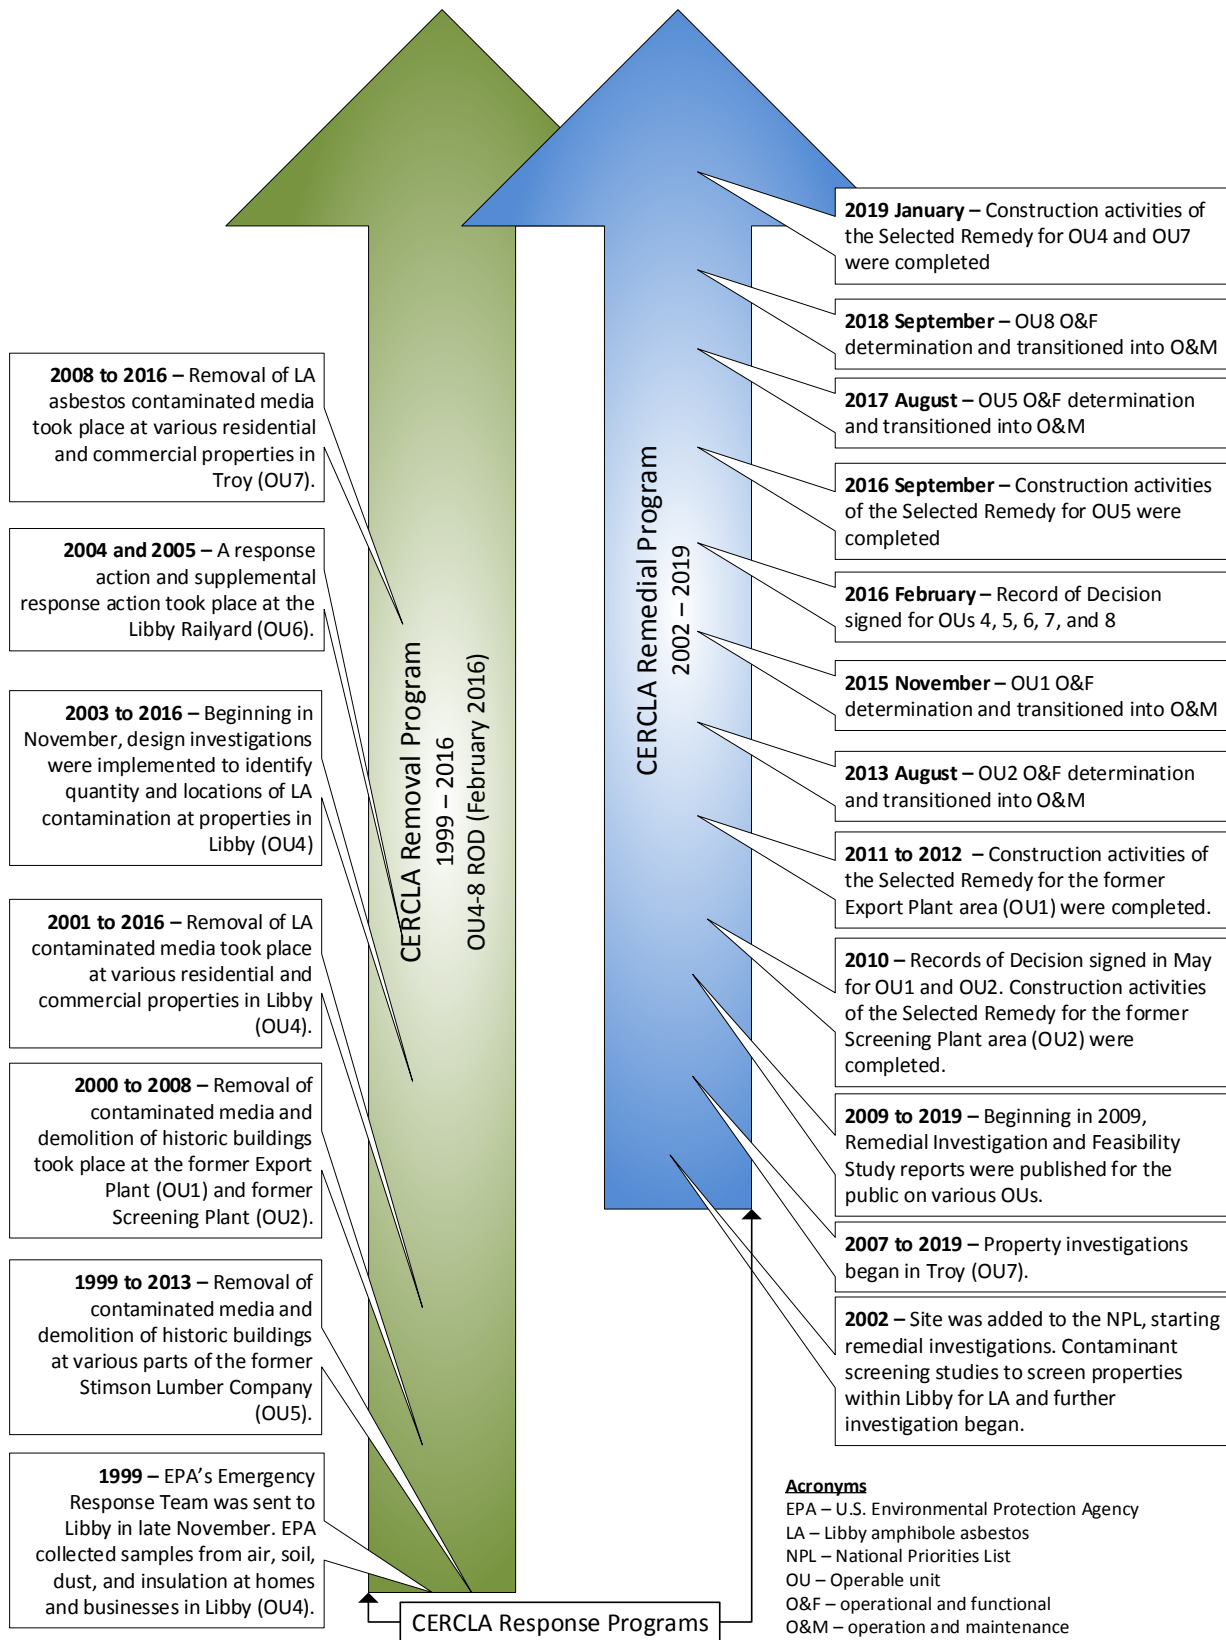 2008 to 2016 – Removal of LA
asbestos contaminated media
took place at various residential
and commercial properties in
Troy (OU7).
2004 and 2005 – A response
action and supplemental
response action took place at the
Libby Railyard (OU6).
2003 to 2016 – Beginning in
November, design investigations
were implemented to identify
quantity and locations of LA
contamination at properties in
Libby (OU4)
2001 to 2016 – Removal of LA
contaminated media took place
at various residential and
commercial properties in Libby
(OU4).
2000 to 2008 – Removal of
contaminated media and
demolition of historic buildings
took place at the former Export
Plant (OU1) and former
Screening Plant (OU2).
1999 to 2013 – Removal of
contaminated media and
demolition of historic buildings
at various parts of the former
Stimson Lumber Company
(OU5).
1999 – EPA’s Emergency
Response Team was sent to
Libby in late November. EPA
collected samples from air, soil,
dust, and insulation at homes
and businesses in Libby (OU4).
CERCLA Removal Program
1999 – 2016
OU4-8 ROD (February 2016)
CERCLA Remedial Program
2002 – 2019
2019 January – Construction activities of
the Selected Remedy for OU4 and OU7
were completed
2018 September – OU8 O&F
determination and transitioned into O&M
2017 August – OU5 O&F determination
and transitioned into O&M
2016 September – Construction activities
of the Selected Remedy for OU5 were
completed
2016 February – Record of Decision
signed for OUs 4, 5, 6, 7, and 8
2015 November – OU1 O&F
determination and transitioned into O&M
2013 August – OU2 O&F determination
and transitioned into O&M
2011 to 2012 – Construction activities of
the Selected Remedy for the former
Export Plant area (OU1) were completed.
2010 – Records of Decision signed in May
for OU1 and OU2. Construction activities
of the Selected Remedy for the former
Screening Plant area (OU2) were
completed.
2009 to 2019 – Beginning in 2009,
Remedial Investigation and Feasibility
Study reports were published for the
public on various OUs.
2007 to 2019 – Property investigations
began in Troy (OU7).
2002 – Site was added to the NPL, starting
remedial investigations. Contaminant
screening studies to screen properties
within Libby for LA and further
investigation began.
CERCLA Response Programs
Acronyms
EPA – U.S. Environmental Protection Agency
LA – Libby amphibole asbestos
NPL – National Priorities List
OU – Operable unit
O&F – operational and functional
O&M – operation and maintenance